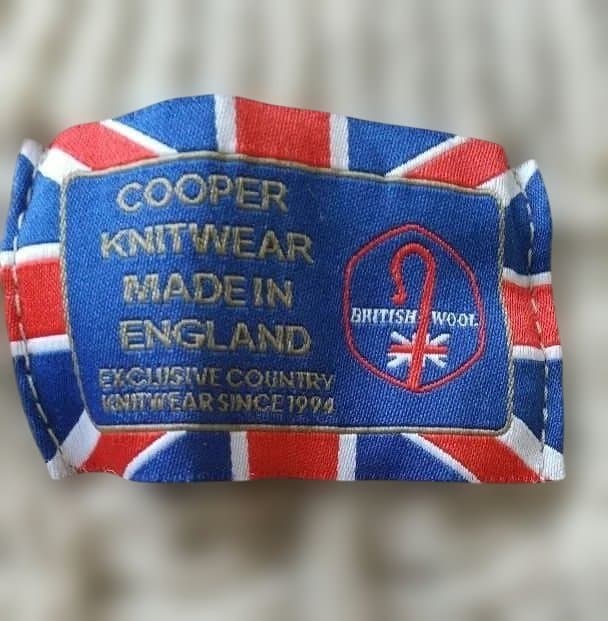 COOPER
KNITWEAR
MADE IN
ENGLAND
EXCLUSIVE COUNTRY
KNITWEAR SINCE 1994
BRITISH WOOL